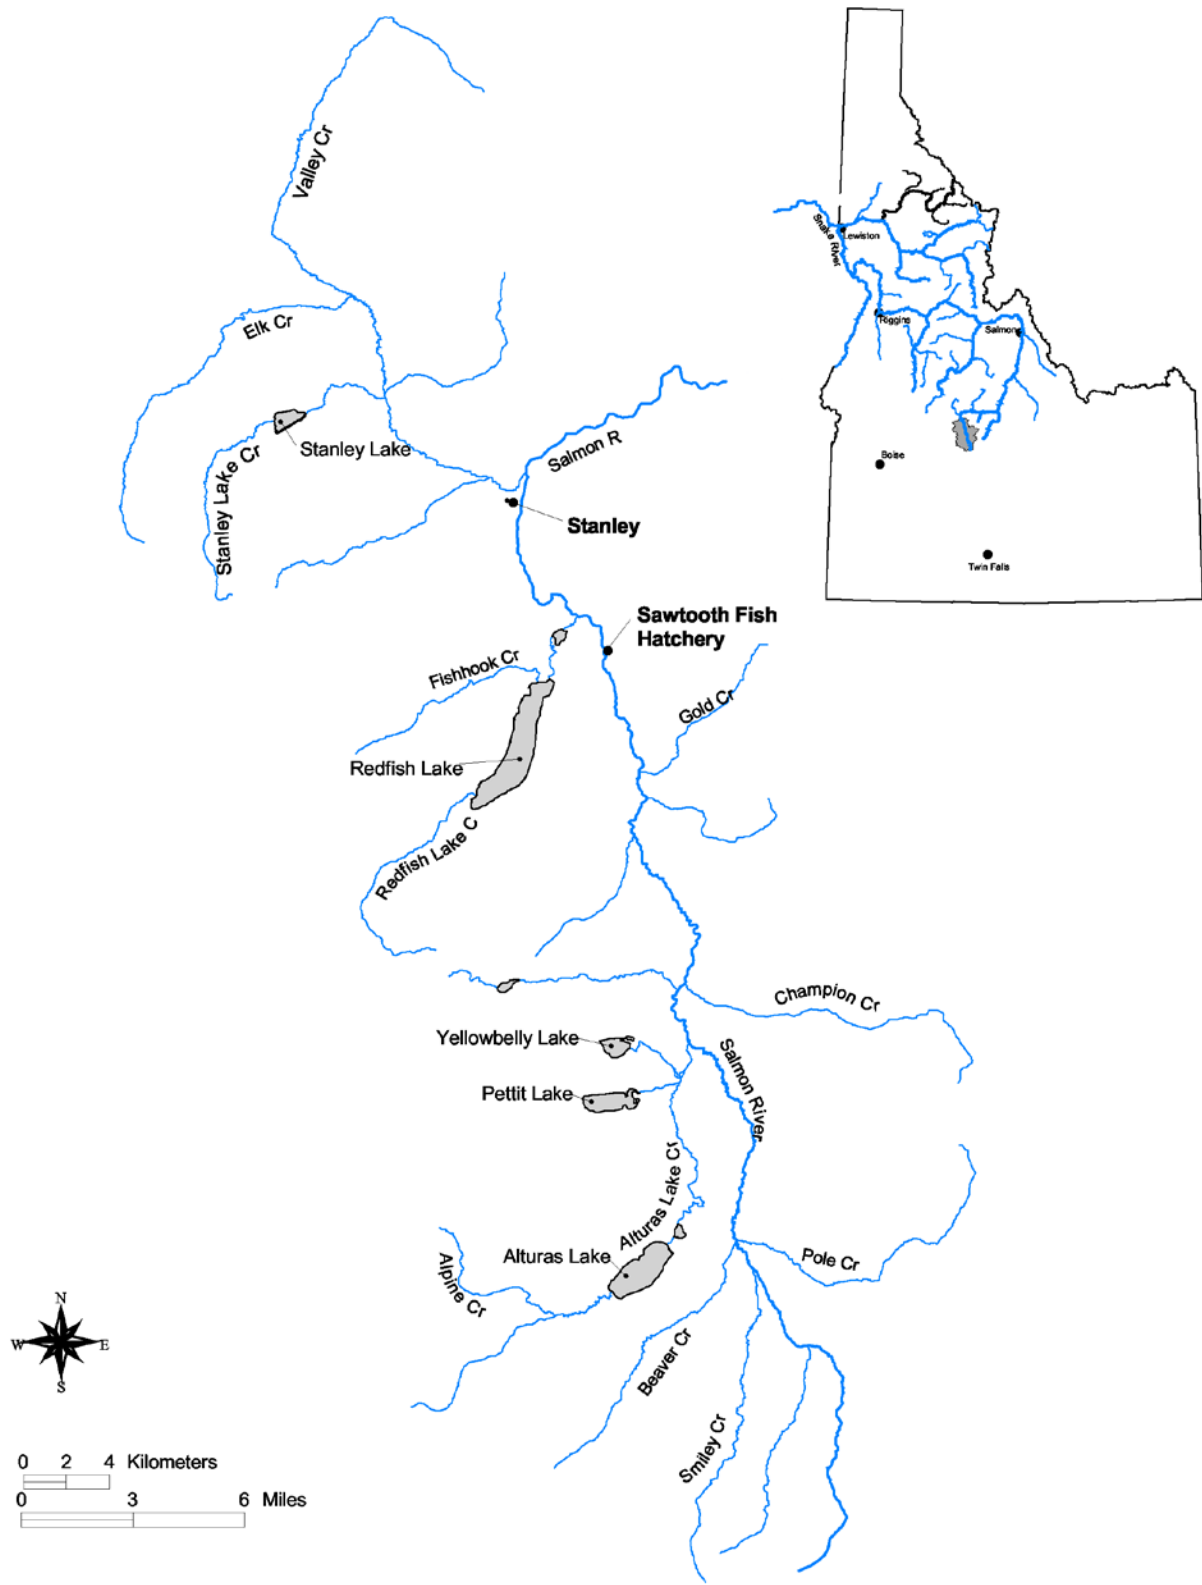 Valley Cr
Elk Cr
Stanley Lake
Stanley Lake Cr
Salmon R
Stanley
Sawtooth Fish
Hatchery
Fishhook Cr
Gold Cr
Redfish Lake
Redfish Lake C
Champion Cr
Yellowbelly Lake
Salmon River
Pettit Lake
Alturas Lake Cr
Alturas Lake
Pole Cr
Alpine Cr
Beaver Cr
Smiley Cr
Snake River
Lewiston
Riggins
Salmon
Boise
Twin Falls
N
W E
S
0 2 4 Kilometers
0 3 6 Miles